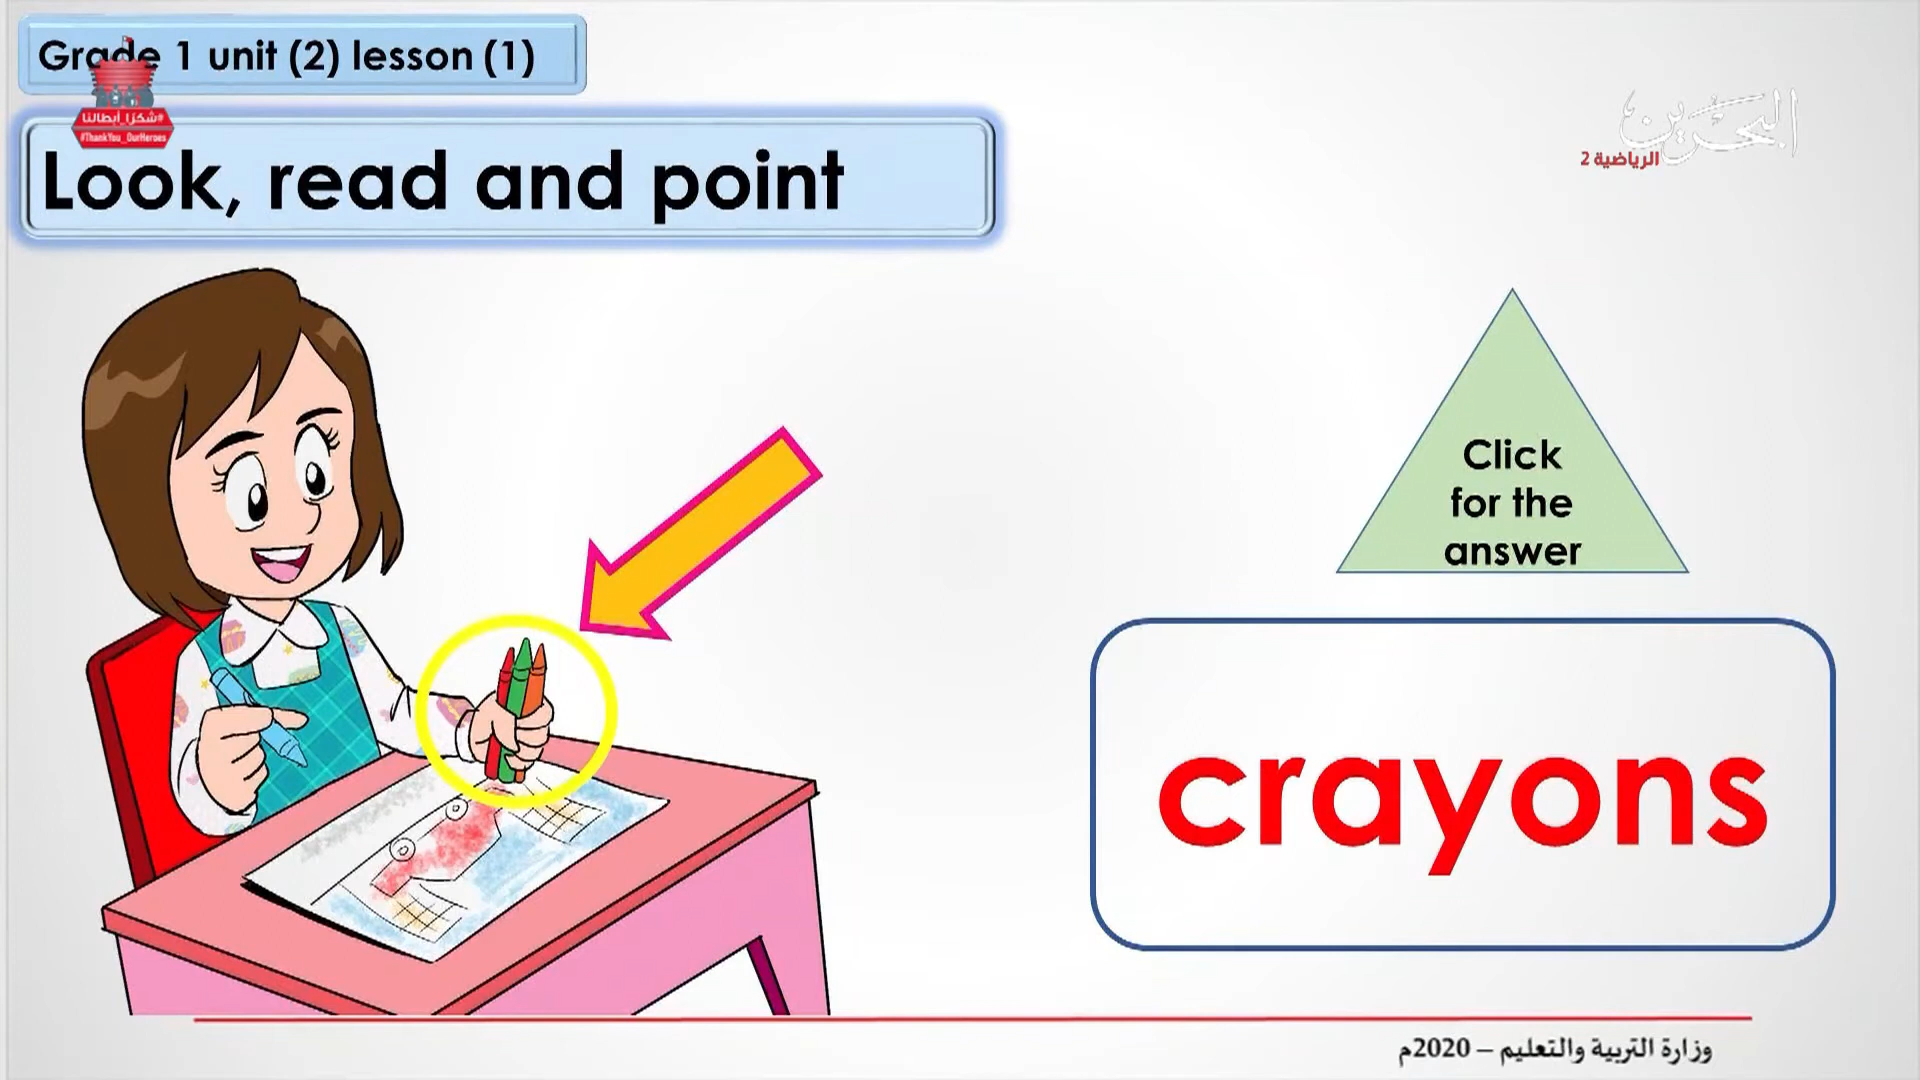 Grade 1 unit (2) lesson (1)
#شكرا_أبطالنا
#ThankYou_OurHeroes
البحرين
الرياضية 2
Look, read and point
Click
for the
answer
crayons
وزارة التربية والتعليم – 2020م